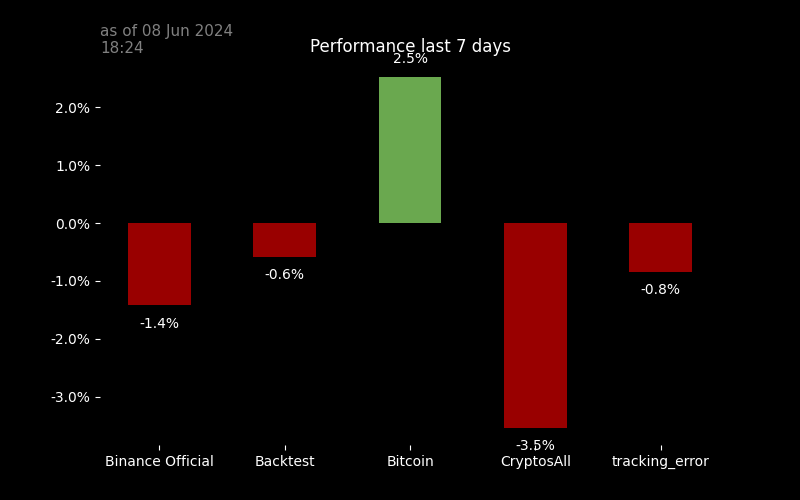 as of 08 Jun 2024
18:24
Performance last 7 days
2.5%
2.0%
1.0%
0.0%
-1.0%
-2.0%
-3.0%
-1.4%
-0.6%
-3.5%
-0.8%
Binance Official
Backtest
Bitcoin
CryptosAll
tracking_error